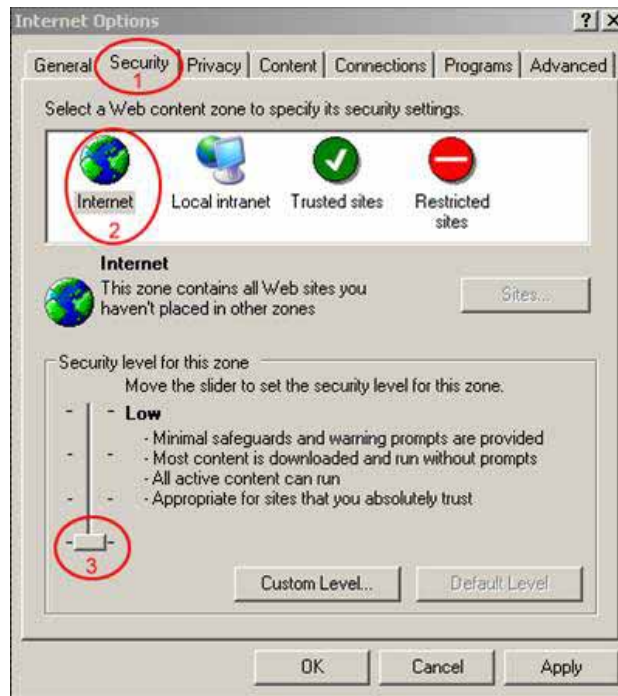 Internet Options
? X
General Security Privacy Content Connections Programs Advanced
1
Select a Web content zone to specify its security settings.
Internet Local intranet Trusted sites Restricted sites
2
Internet
This zone contains all Web sites you
haven't placed in other zones
Sites...
Security level for this zone
Move the slider to set the security level for this zone.
Low
- Minimal safeguards and warning prompts are provided
- Most content is downloaded and run without prompts
- All active content can run
- Appropriate for sites that you absolutely trust
3
Custom Level... Default Level
OK Cancel Apply